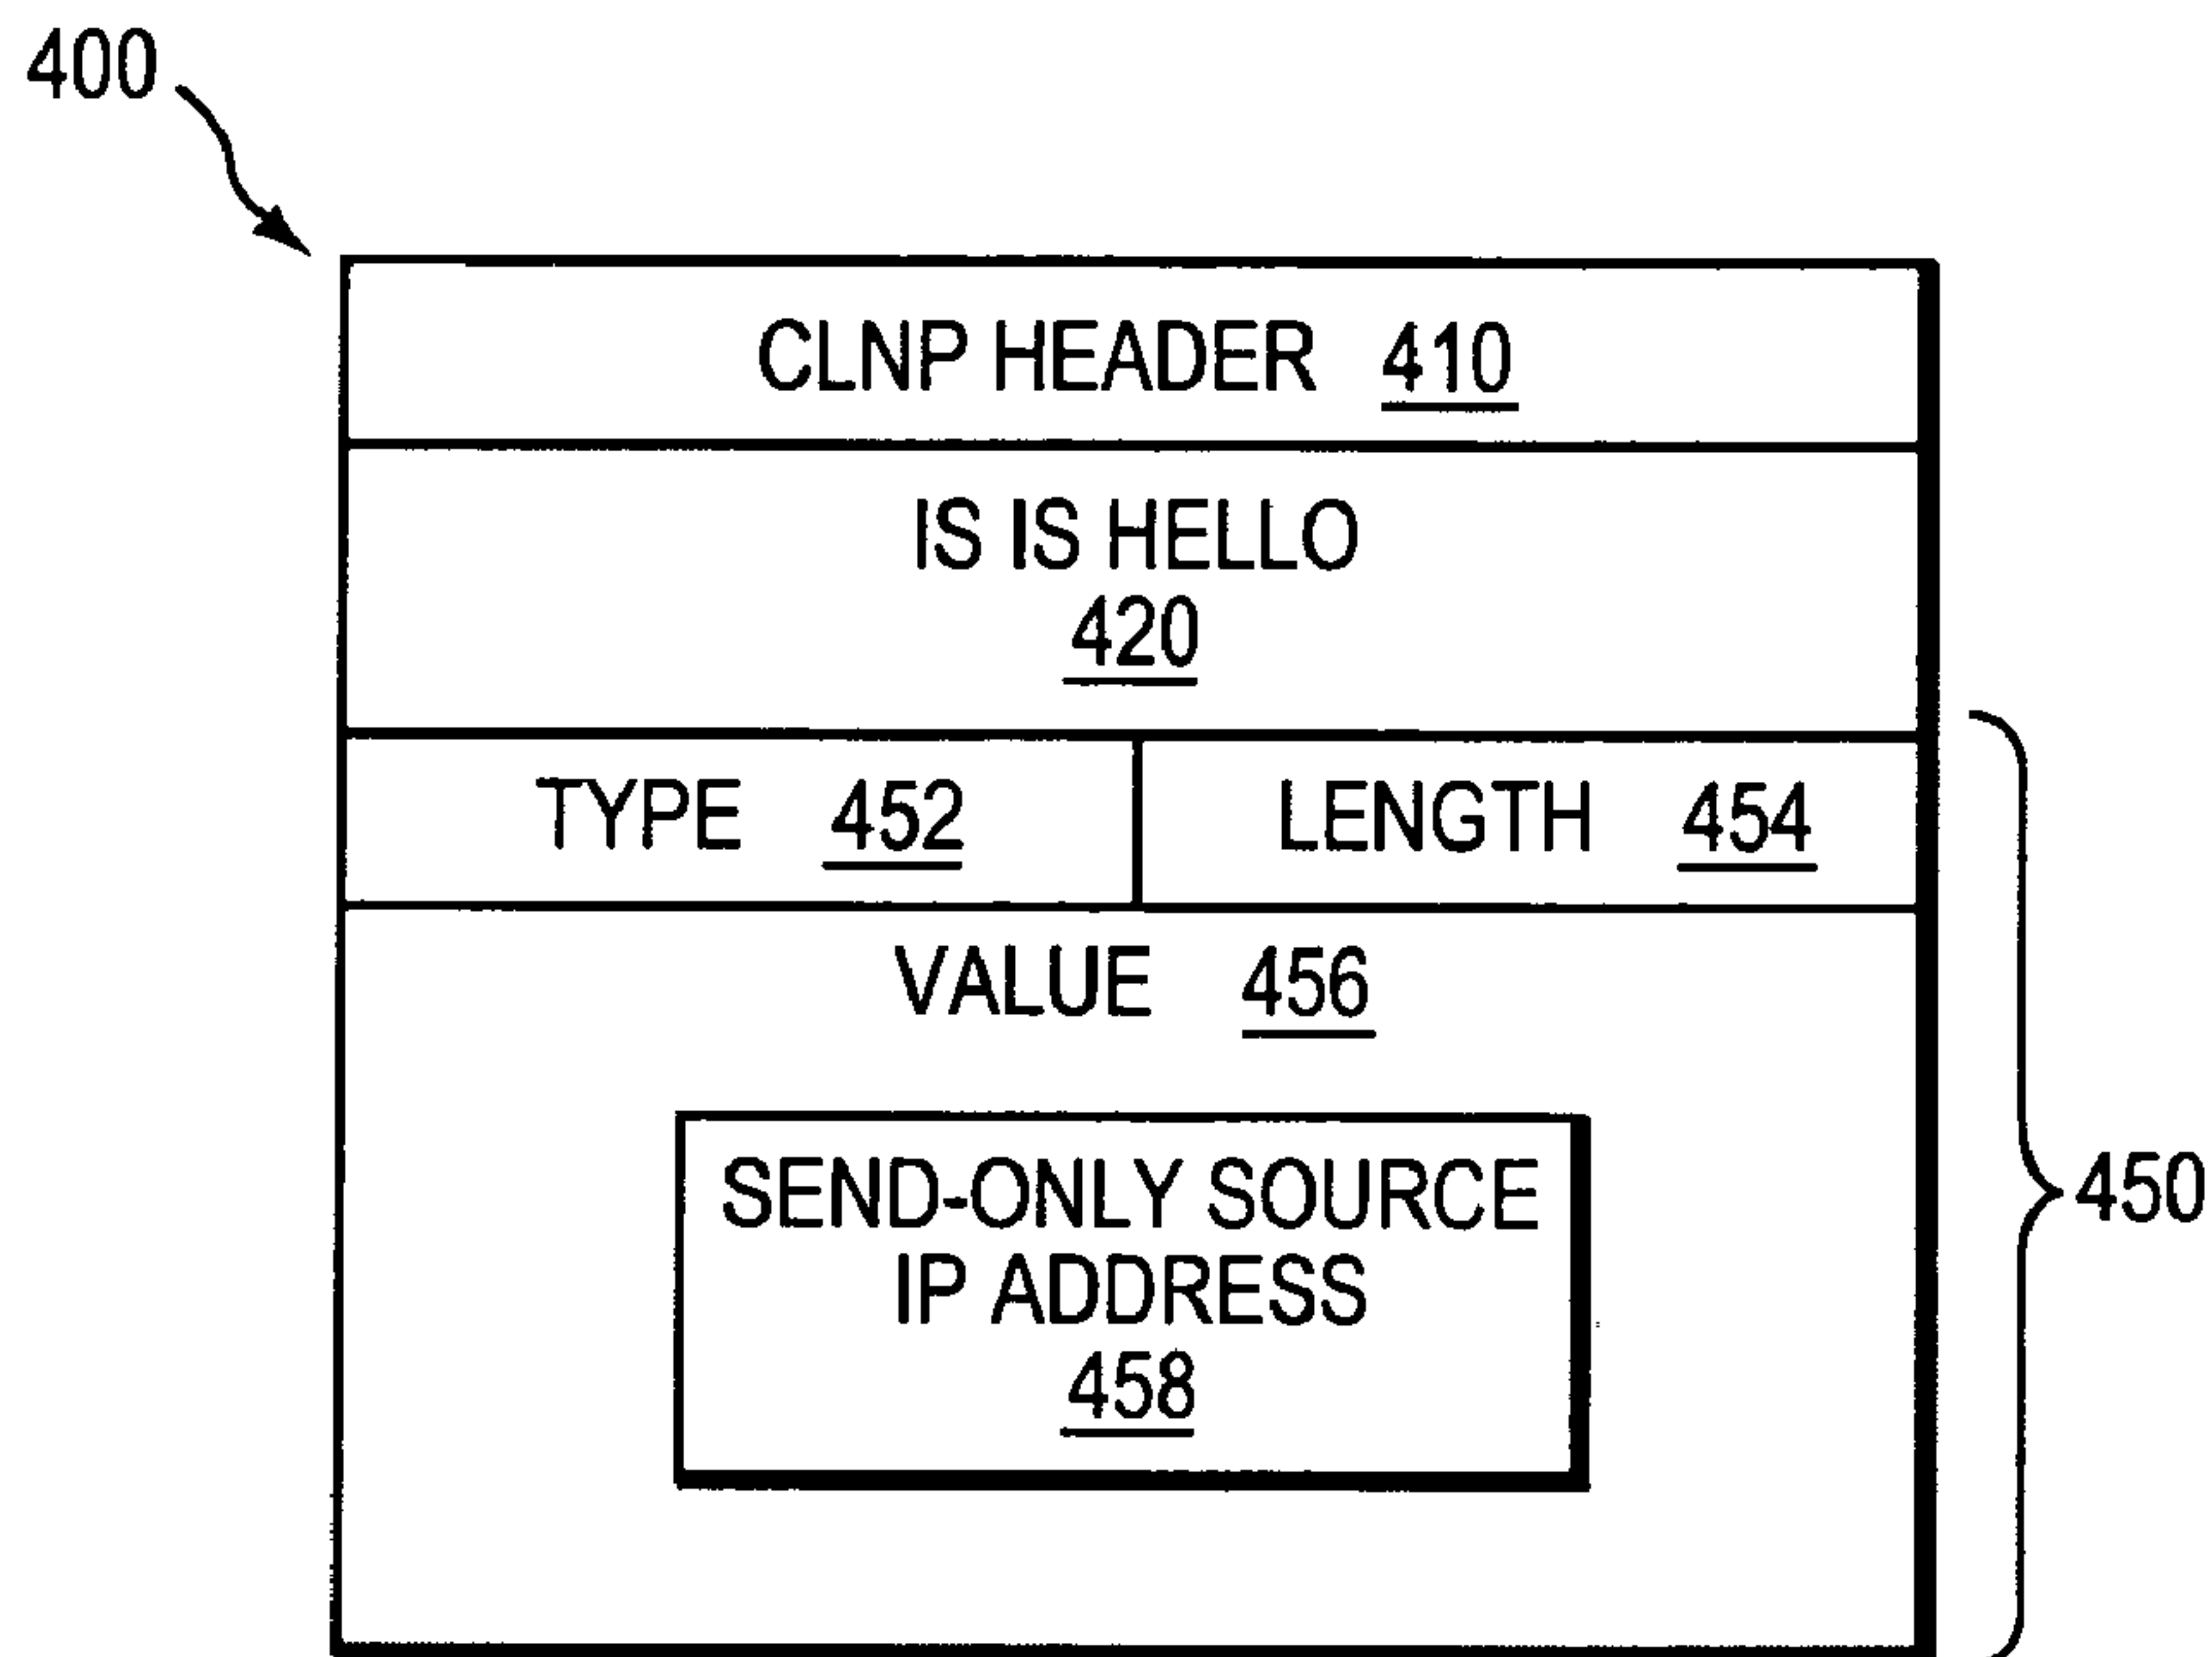 400
CLNP HEADER 410
IS IS HELLO
420
TYPE 452 LENGTH 454
VALUE 456
SEND-ONLY SOURCE
IP ADDRESS
458
450